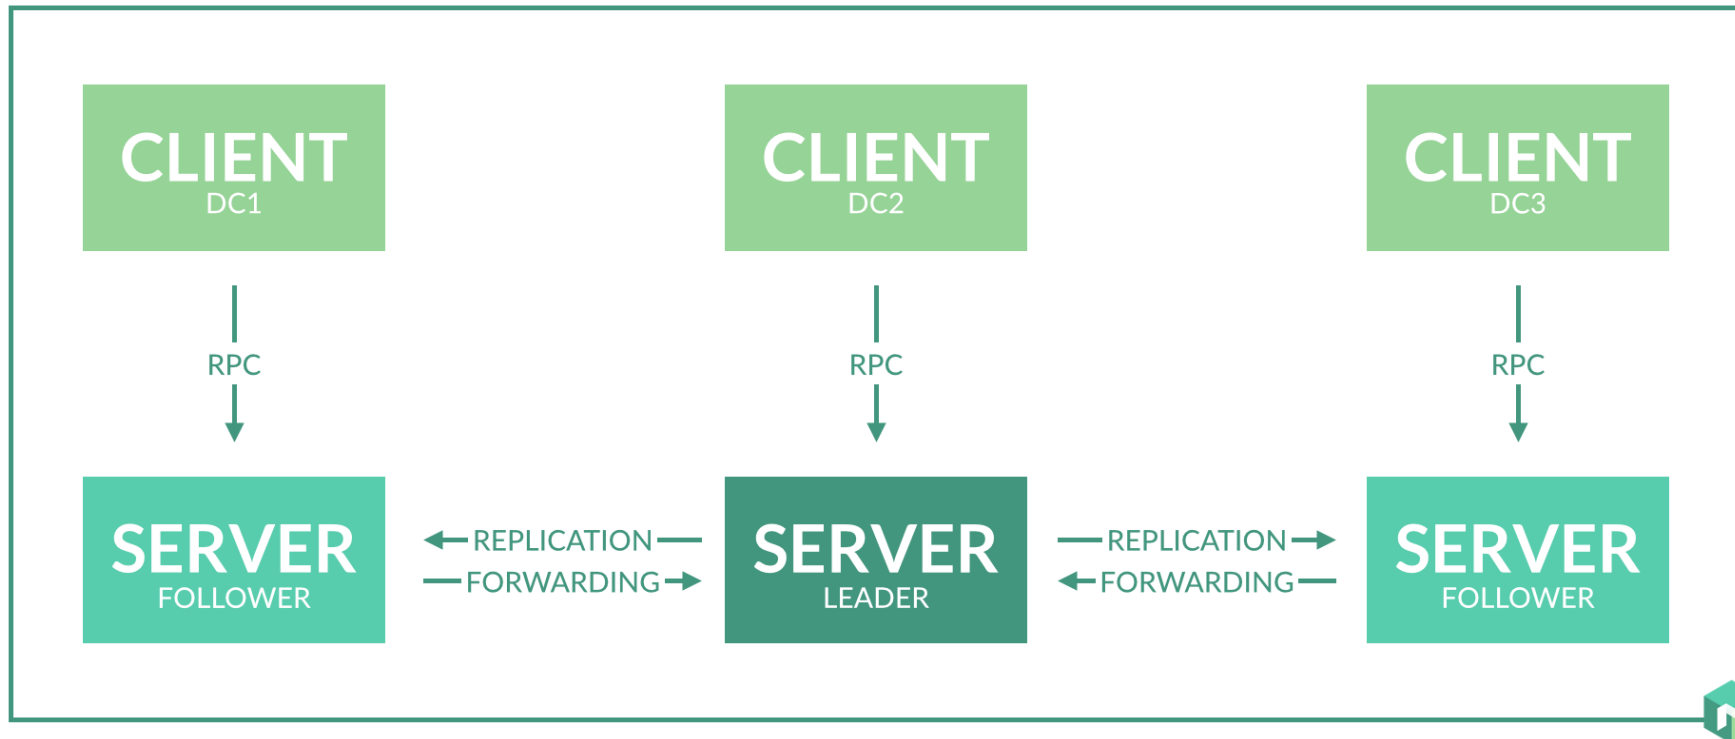 CLIENT
DC1
CLIENT
DC2
CLIENT
DC3
RPC
RPC
RPC
SERVER
FOLLOWER
REPLICATION
FORWARDING
SERVER
LEADER
REPLICATION
FORWARDING
SERVER
FOLLOWER